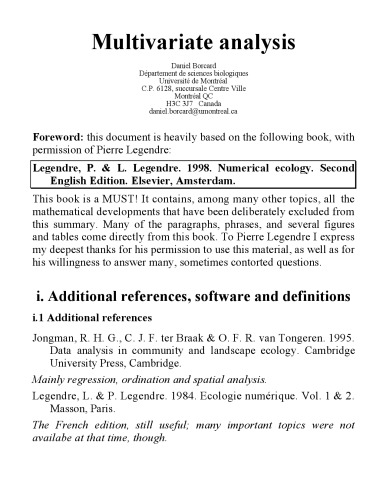 Multivariate analysis
Daniel Borcard
Département de sciences biologiques
Université de Montréal
C.P. 6128, succursale Centre Ville
Montréal QC
H3C 3J7 Canada
daniel.borcard@umontreal.ca
Foreword: this document is heavily based on the following book, with
permission of Pierre Legendre:
Legendre, P. & L. Legendre. 1998. Numerical ecology. Second
English Edition. Elsevier, Amsterdam.
This book is a MUST! It contains, among many other topics, all the
mathematical developments that have been deliberately excluded from
this summary. Many of the paragraphs, phrases, and several figures
and tables come directly from this book. To Pierre Legendre I express
my deepest thanks for his permission to use this material, as well as for
his willingness to answer many, sometimes contorted questions.
i. Additional references, software and definitions
i.1 Additional references
Jongman, R. H. G., C. J. F. ter Braak & O. F. R. van Tongeren. 1995.
Data analysis in community and landscape ecology. Cambridge
University Press, Cambridge.
Mainly regression, ordination and spatial analysis.
Legendre, L. & P. Legendre. 1984. Ecologie numérique. Vol. 1 & 2.
Masson, Paris.
The French edition, still useful; many important topics were not
availabe at that time, though.